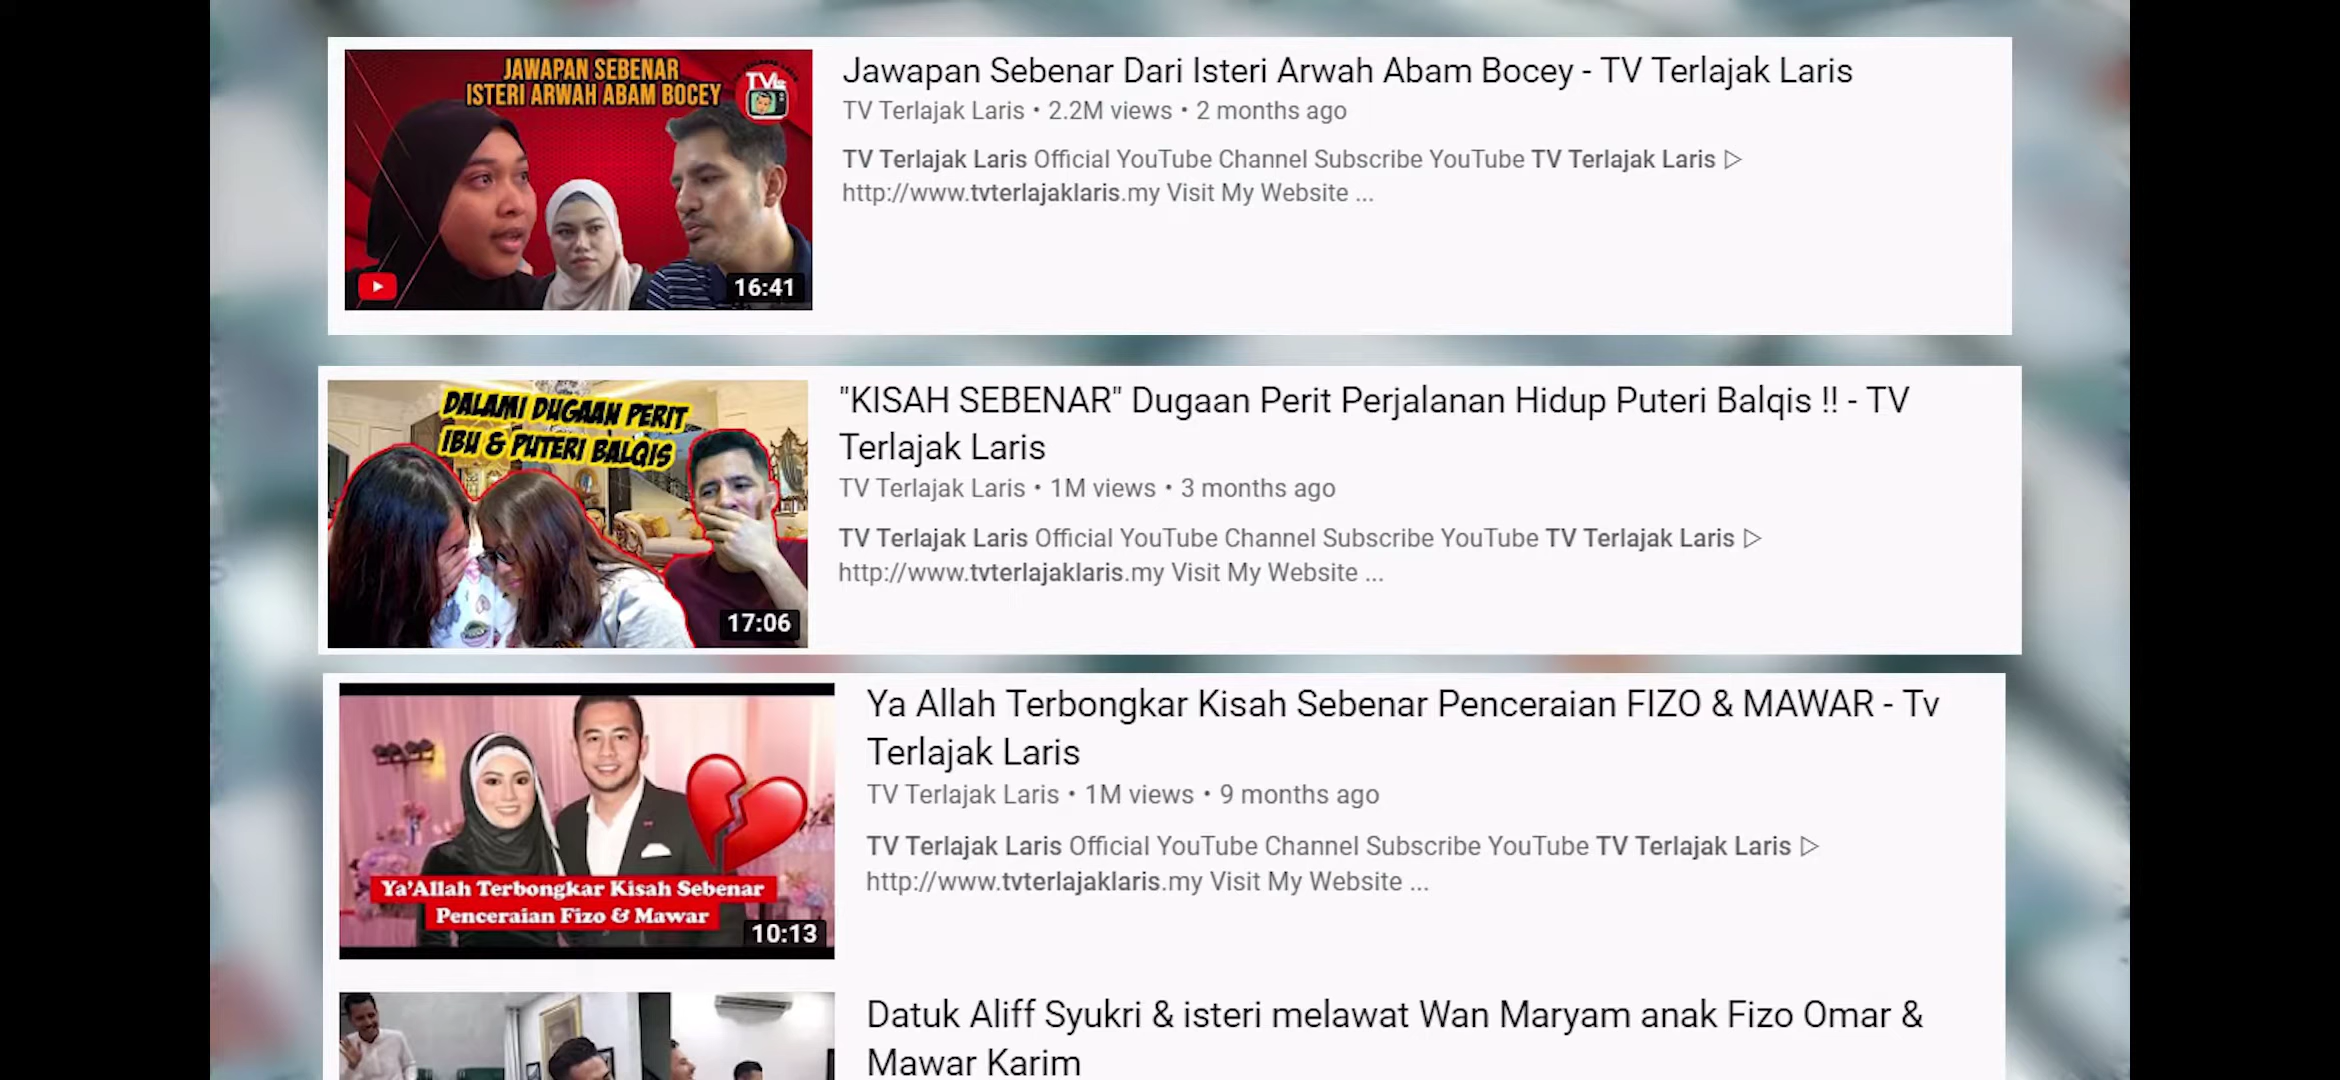 JAWAPAN SEBENAR
ISTERI ARWAH ABAM BOCEY
TV
16:41
Jawapan Sebenar Dari Isteri Arwah Abam Bocey - TV Terlajak Laris
TV Terlajak Laris • 2.2M views • 2 months ago
TV Terlajak Laris Official YouTube Channel Subscribe YouTube TV Terlajak Laris ▷
http://www.tvterlajaklaris.my Visit My Website ...
DALAMI DUGAAN PERIT
IBU & PUTERI BALQIS
17:06
"KISAH SEBENAR" Dugaan Perit Perjalanan Hidup Puteri Balqis !! - TV
Terlajak Laris
TV Terlajak Laris • 1M views • 3 months ago
TV Terlajak Laris Official YouTube Channel Subscribe YouTube TV Terlajak Laris ▷
http://www.tvterlajaklaris.my Visit My Website ...
Ya'Allah Terbongkar Kisah Sebenar
Penceraian Fizo & Mawar
10:13
Ya Allah Terbongkar Kisah Sebenar Penceraian FIZO & MAWAR - Tv
Terlajak Laris
TV Terlajak Laris • 1M views • 9 months ago
TV Terlajak Laris Official YouTube Channel Subscribe YouTube TV Terlajak Laris ▷
http://www.tvterlajaklaris.my Visit My Website ...
Datuk Aliff Syukri & isteri melawat Wan Maryam anak Fizo Omar &
Mawar Karim